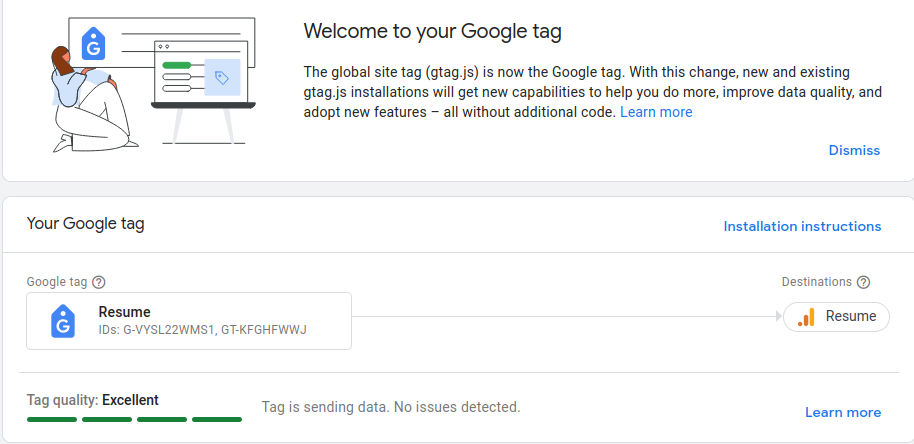 Welcome to your Google tag
The global site tag (gtag.js) is now the Google tag. With this change, new and existing
gtag.js installations will get new capabilities to help you do more, improve data quality, and
adopt new features – all without additional code. Learn more
Dismiss
Your Google tag
Installation instructions
Google tag
Destinations
Resume
IDs: G-VYSL22WMS1, GT-KFGHFWWJ
Resume
Tag quality: Excellent
Tag is sending data. No issues detected.
Learn more